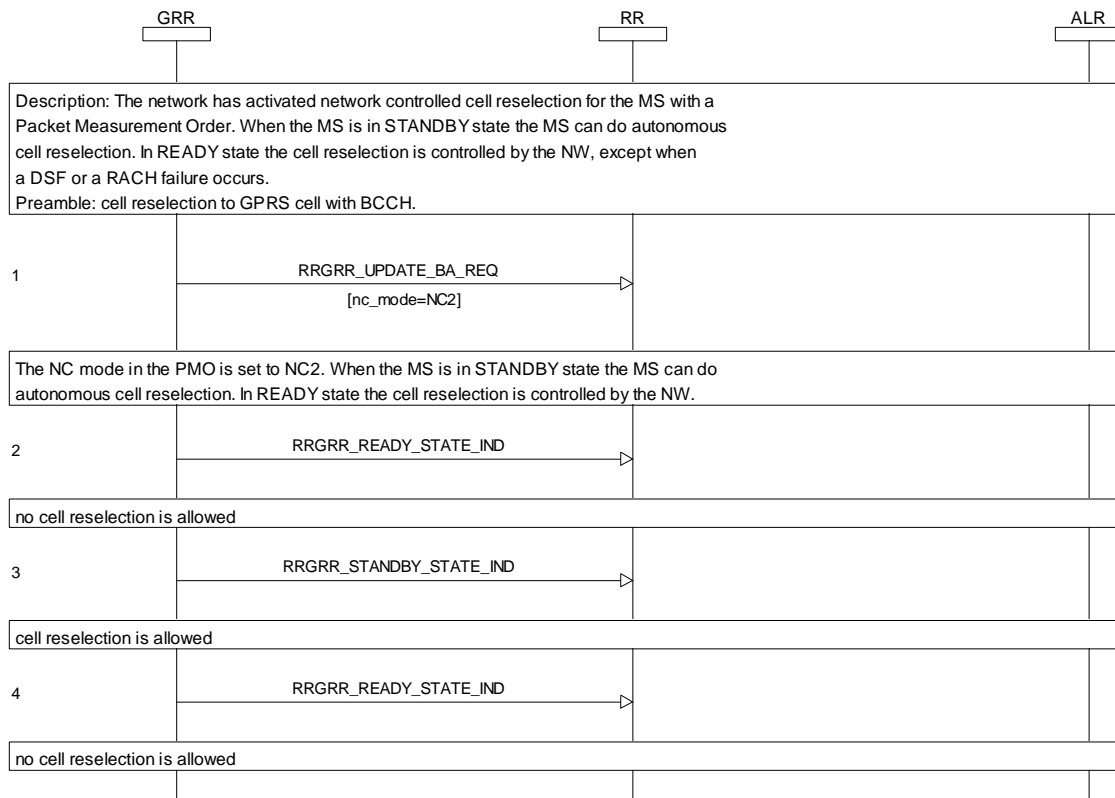 GRR RR ALR
Description: The network has activated network controlled cell reselection for the MS with a
Packet Measurement Order. When the MS is in STANDBY state the MS can do autonomous
cell reselection. In READY state the cell reselection is controlled by the NW, except when
a DSF or a RACH failure occurs.
Preamble: cell reselection to GPRS cell with BCCH.
1 RRGRR_UPDATE_BA_REQ
[nc_mode=NC2]
The NC mode in the PMO is set to NC2. When the MS is in STANDBY state the MS can do
autonomous cell reselection. In READY state the cell reselection is controlled by the NW.
2 RRGRR_READY_STATE_IND
no cell reselection is allowed
3 RRGRR_STANDBY_STATE_IND
cell reselection is allowed
4 RRGRR_READY_STATE_IND
no cell reselection is allowed